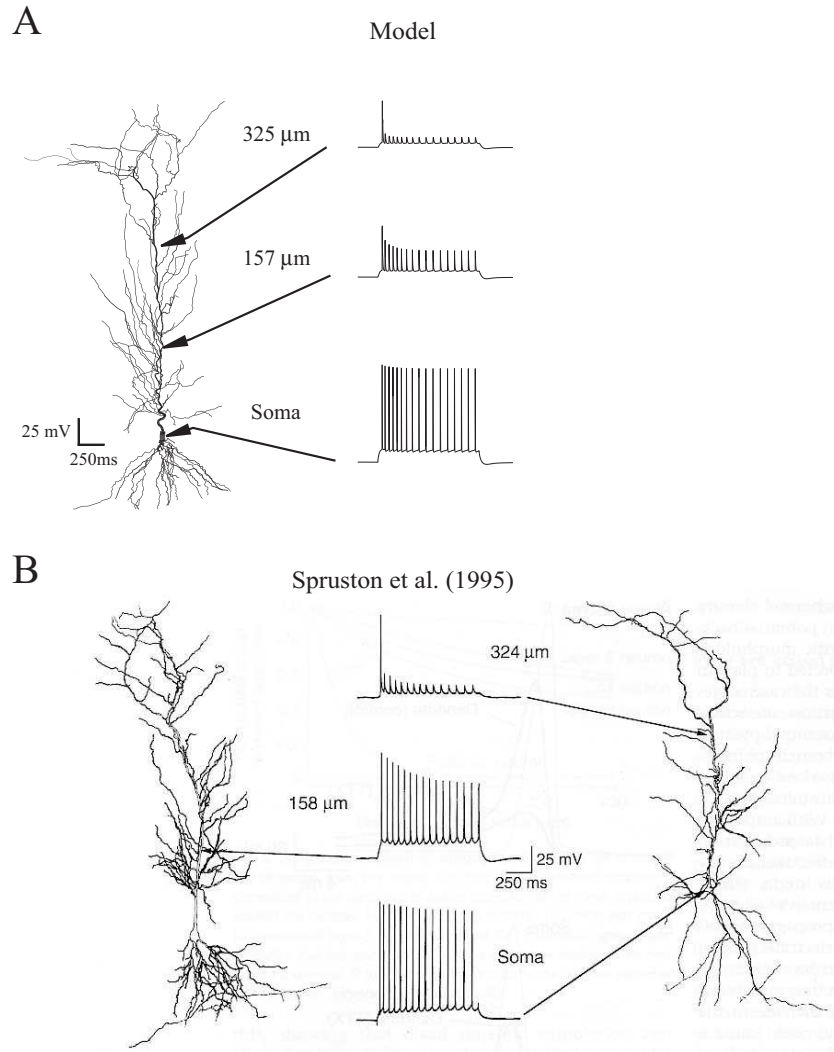 A
Model
325 µm
157 µm
Soma
25 mV
250ms
B
Spruston et al. (1995)
324 µm
158 µm
25 mV
250 ms
Soma